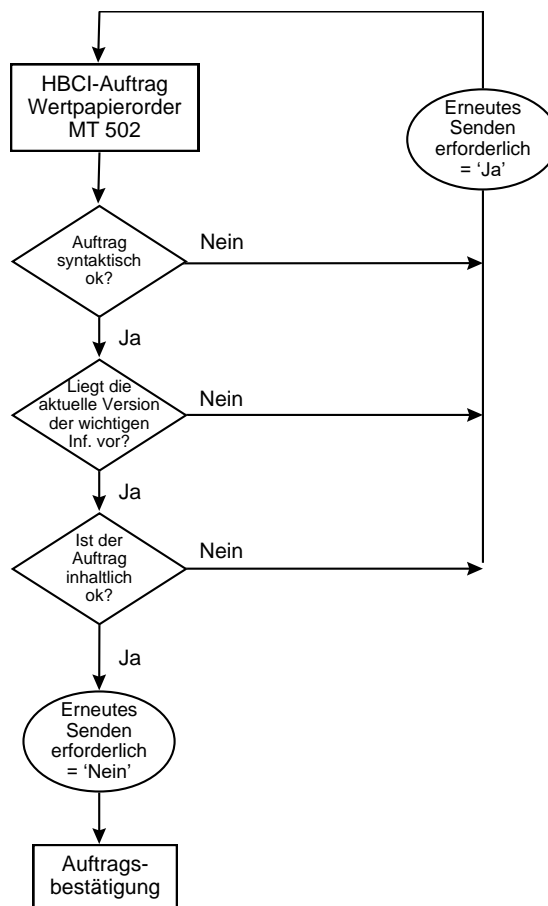 HBCI-Auftrag
Wertpapierorder
MT 502
Erneutes
Senden
erforderlich
= ‘Ja’
Auftrag
syntaktisch
ok?
Nein
Ja
Liegt die
aktuelle Version
der wichtigen
Inf. vor?
Nein
Ja
Ist der
Auftrag
inhaltlich
ok?
Nein
Ja
Erneutes
Senden
erforderlich
= ‘Nein’
Auftrags-
bestätigung